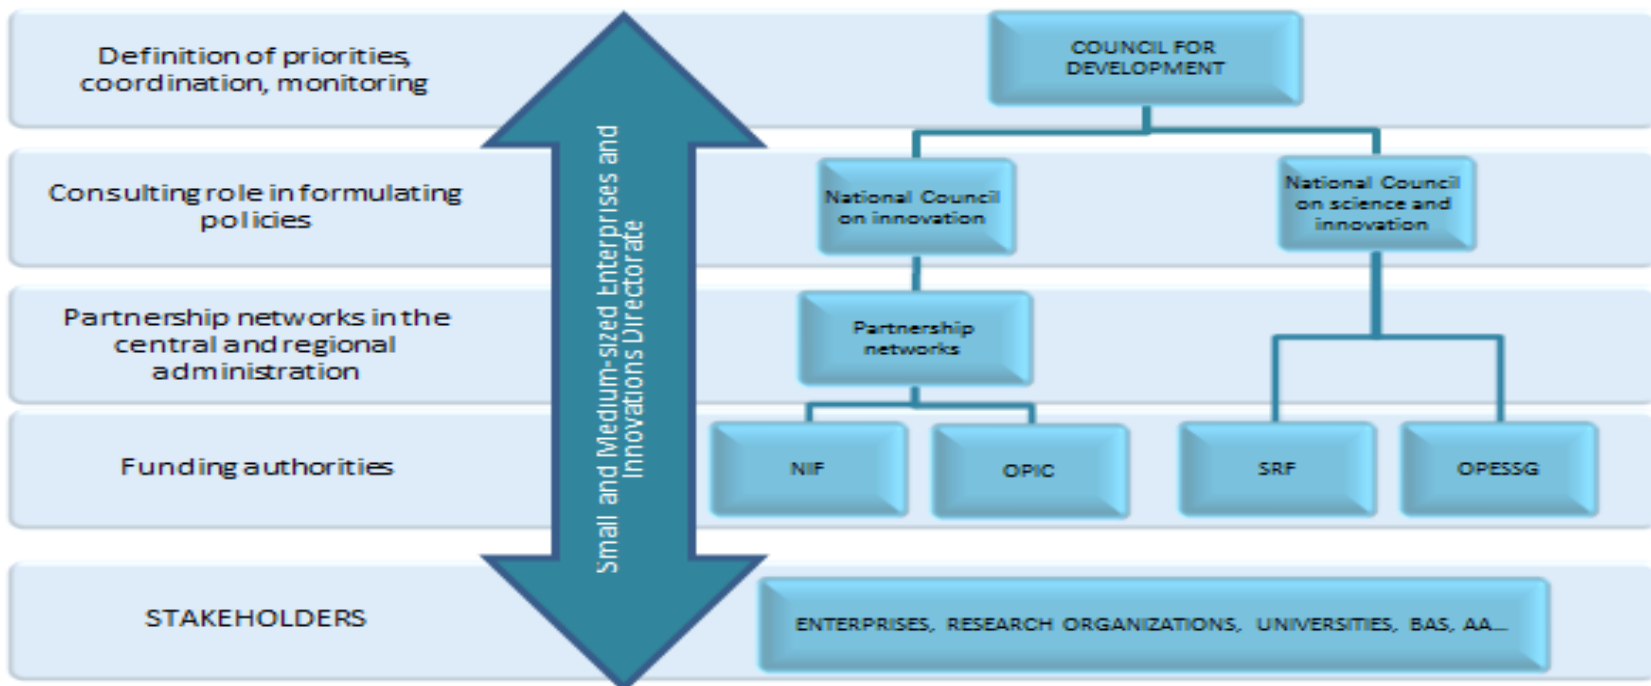 Definition of priorities,
coordination, monitoring
COUNCIL FOR
DEVELOPMENT
Consulting role in formulating
policies
National Council
on innovation
National Council
on science and
innovation
Small and Medium-sized Enterprises and
Innovations Directorate
Partnership networks in the
central and regional
administration
Partnership
networks
Funding authorities
NIF
OPIC
SRF
OPESSG
STAKEHOLDERS
ENTERPRISES, RESEARCH ORGANIZATIONS, UNIVERSITIES, BAS, AA...